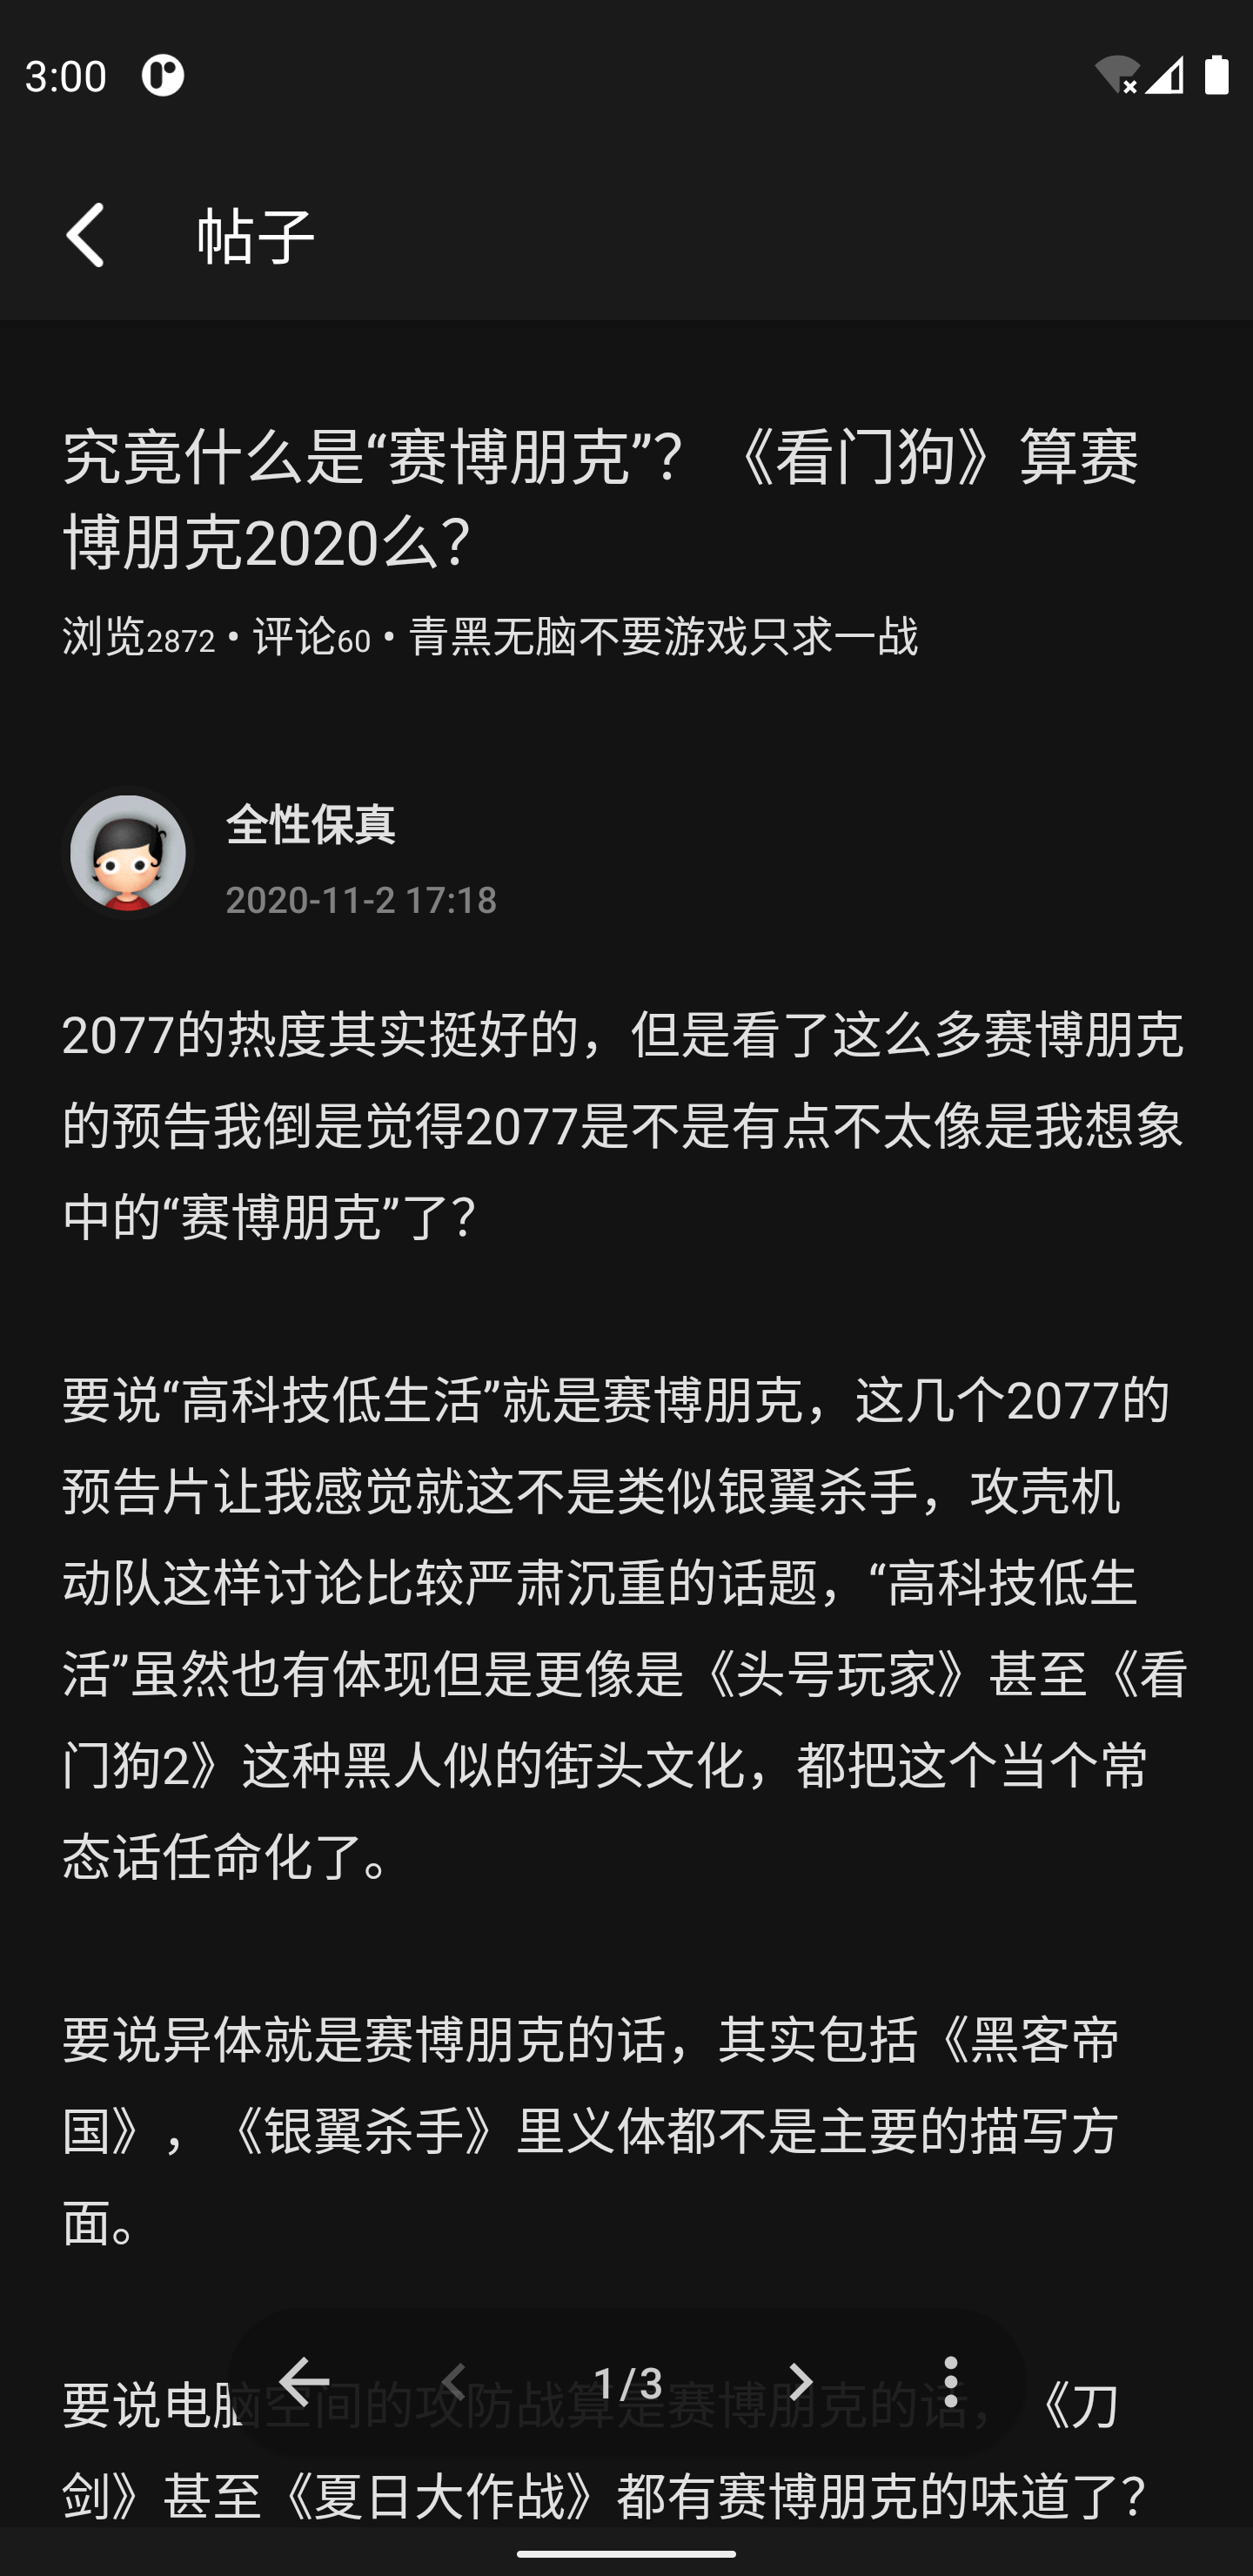 3:00
帖子
究竟什么是“赛博朋克”？《看门狗》算赛
博朋克2020么？
浏览2872 • 评论60 • 青黑无脑不要游戏只求一战
全性保真
2020-11-2 17:18
2077的热度其实挺好的，但是看了这么多赛博朋克
的预告我倒是觉得2077是不是有点不太像是我想象
中的“赛博朋克”了？
要说“高科技低生活”就是赛博朋克，这几个2077的
预告片让我感觉就这不是类似银翼杀手，攻壳机
动队这样讨论比较严肃沉重的话题，“高科技低生
活”虽然也有体现但是更像是《头号玩家》甚至《看
门狗2》这种黑人似的街头文化，都把这个当个常
态话任命化了。
要说异体就是赛博朋克的话，其实包括《黑客帝
国》，《银翼杀手》里义体都不是主要的描写方
面。
要说电脑空间的攻防战算是赛博朋克的话，《刀
剑》甚至《夏日大作战》都有赛博朋克的味道了？
1/3